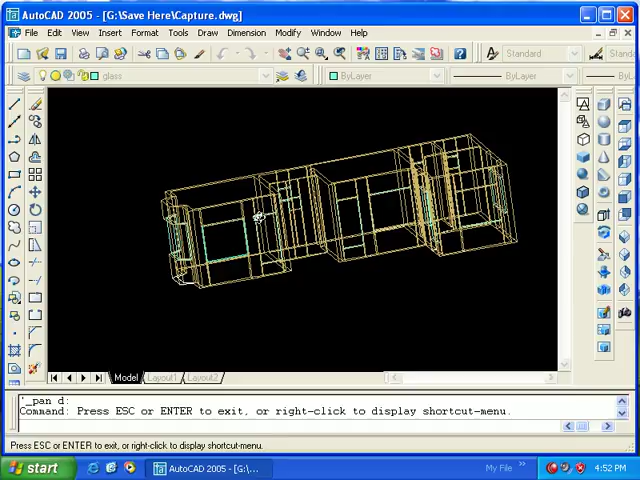 AutoCAD 2005 - [G:\Save Here\Capture.dwg]
File Edit View Insert Format Tools Draw Dimension Modify Window Help
Standard
glass ByLayer ByLayer
Model Layout1 Layout2
'_pan d:
Command: Press ESC or ENTER to exit, or right-click to display shortcut-menu.
Press ESC or ENTER to exit, or right-click to display shortcut-menu.
start AutoCAD 2005 - [G:\... My File » 4:52 PM